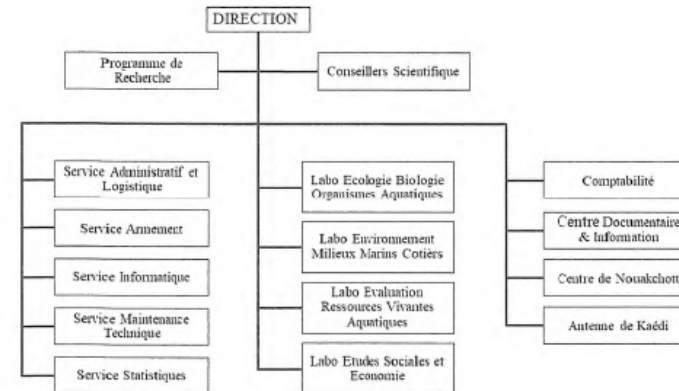 DIRECTION
Programme de
Recherche
Conseillers Scientifique
Service Administratif et
Logistique
Service Armement
Service Informatique
Service Maintenance
Technique
Service Statistiques
Labo Ecologie Biologie
Organismes Aquatiques
Labo Environnement
Milieux Marins Cotièrs
Labo Evaluation
Ressources Vivantes
Aquatiques
Labo Etudes Sociales et
Economie
Comptabilité
Centre Documentaire
& Information
Centre de Nouakchott
Antenne de Kaédi